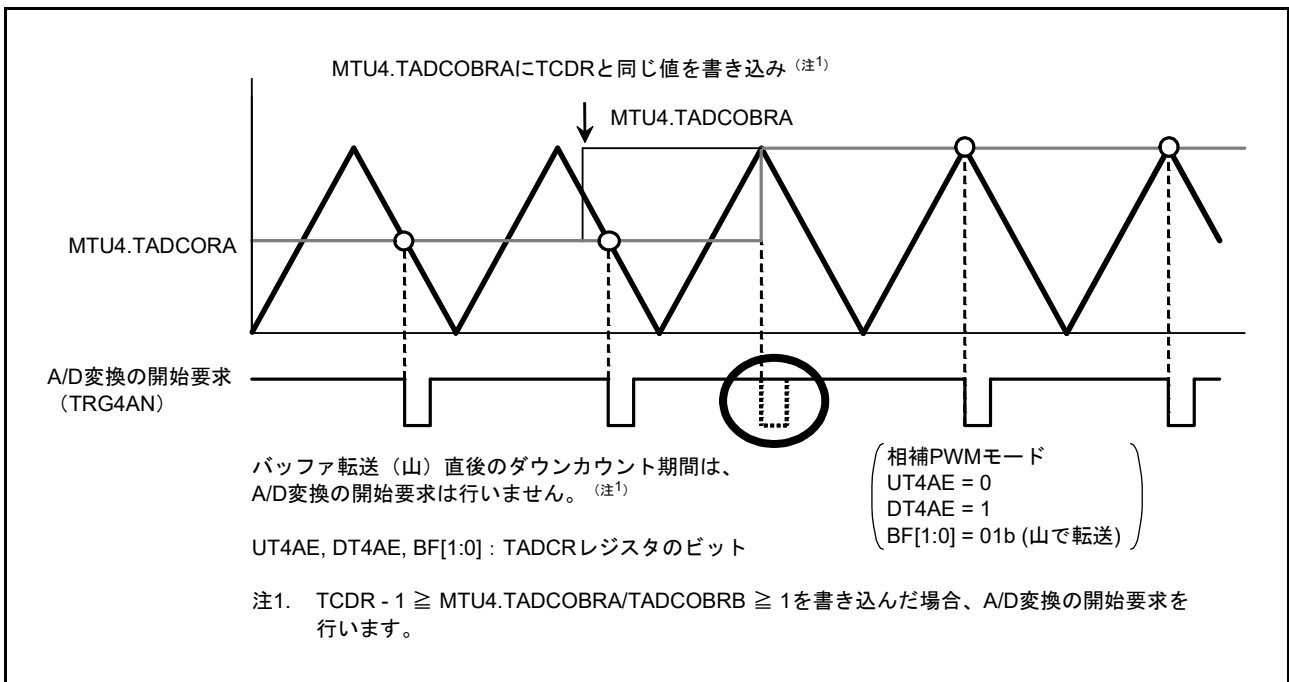 MTU4.TADCOBRAにTCDRと同じ値を書き込み（注1）
MTU4.TADCOBRA
MTU4.TADCORA
A/D変換の開始要求
（TRG4AN）
バッファ転送（山）直後のダウンカウント期間は、
A/D変換の開始要求は行いません。（注1）
相補PWMモード
UT4AE = 0
DT4AE = 1
BF[1:0] = 01b (山で転送)
UT4AE, DT4AE, BF[1:0]：TADCRレジスタのビット
注1. TCDR - 1 ≧ MTU4.TADCOBRA/TADCOBRB ≧ 1を書き込んだ場合、A/D変換の開始要求を
行います。